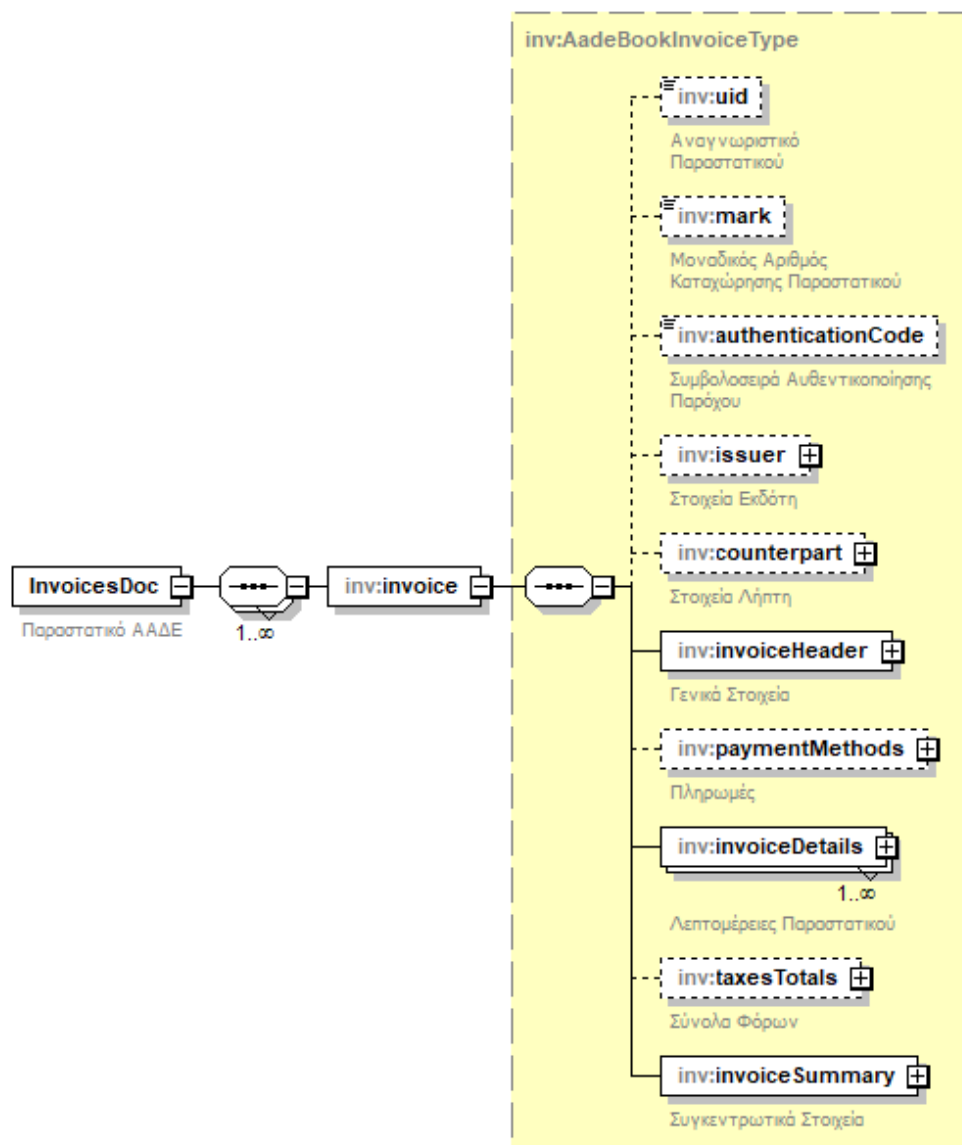 inv:AadeBookInvoiceType
inv:uid
Αναγνωριστικό
Παραστατικού
inv:mark
Μοναδικός Αριθμός
Καταχώρησης Παραστατικού
inv:authenticationCode
Συμβολοσειρά Αυθεντικοποίησης
Παρόχου
inv:issuer
Στοιχεία Εκδότη
inv:counterpart
Στοιχεία Λήπτη
InvoicesDoc
Παραστατικό ΑΑΔΕ
1..∞
inv:invoice
inv:invoiceHeader
Γενικά Στοιχεία
inv:paymentMethods
Πληρωμές
inv:invoiceDetails
1..∞
Λεπτομέρειες Παραστατικού
inv:taxesTotals
Σύνολα Φόρων
inv:invoiceSummary
Συγκεντρωτικά Στοιχεία